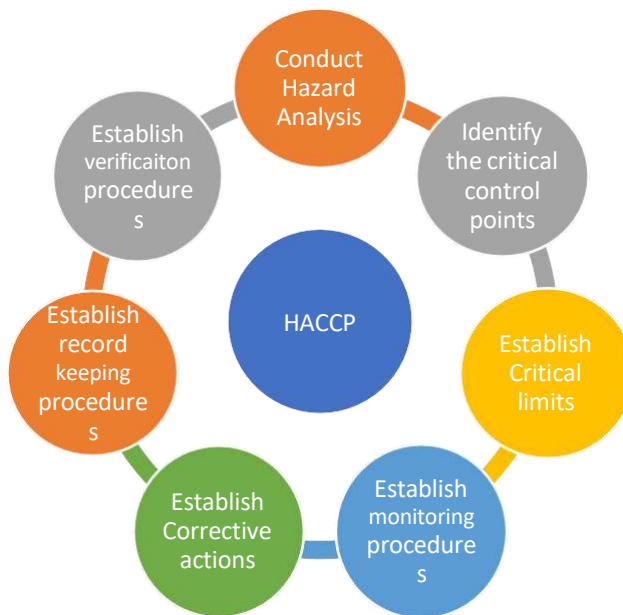 Conduct
Hazard
Analysis
Identify
the critical
control
points
Establish
Critical
limits
Establish
monitoring
procedure
s
Establish
Corrective
actions
Establish
record
keeping
procedure
s
Establish
verificaiton
procedure
s
HACCP